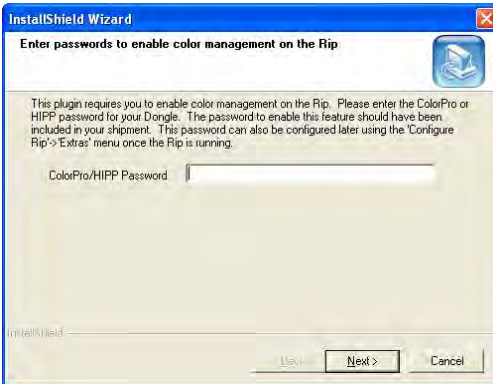 InstallShield Wizard
Enter passwords to enable color management on the Rip
This plugin requires you to enable color management on the Rip. Please enter the ColorPro or
HIPP password for your Dongle. The password to enable this feature should have been
included in your shipment. This password can also be configured later using the 'Configure
Rip'->'Extras' menu once the Rip is running.
ColorPro/HIPP Password
InstallShield
< Back Next > Cancel